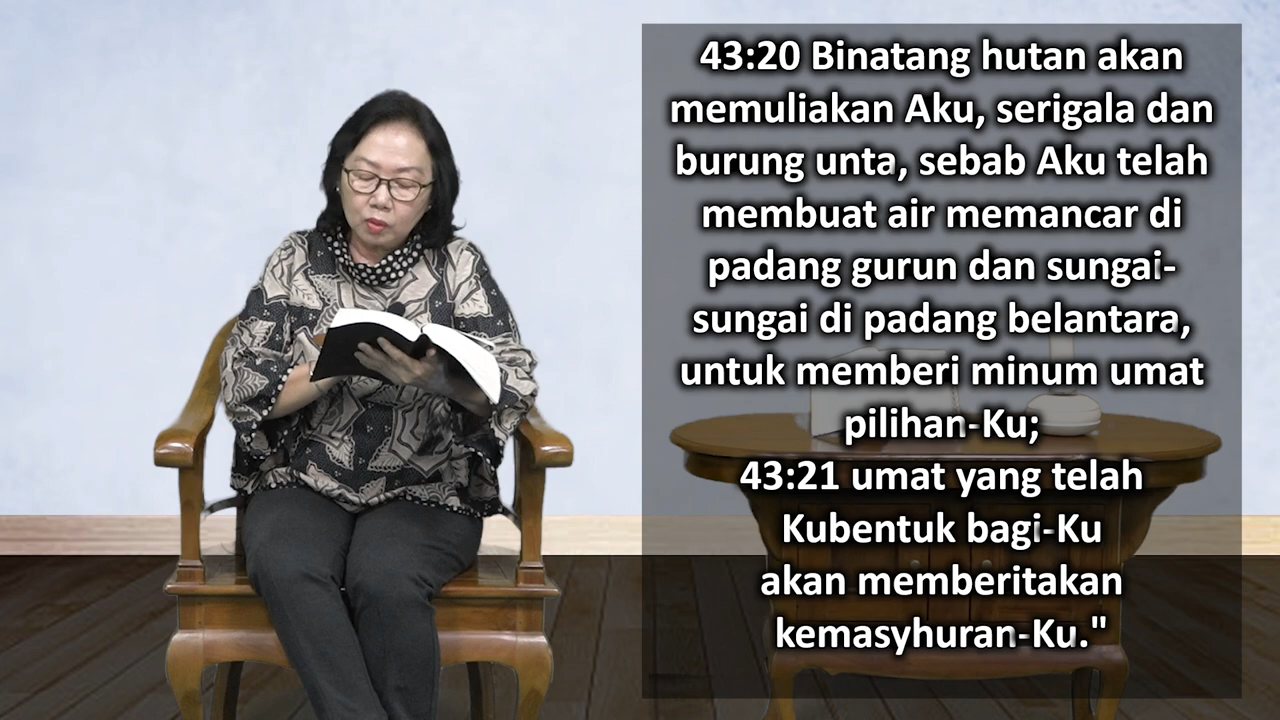 43:20 Binatang hutan akan
memuliakan Aku, serigala dan
burung unta, sebab Aku telah
membuat air memancar di
padang gurun dan sungai-
sungai di padang belantara,
untuk memberi minum umat
pilihan-Ku;
43:21 umat yang telah
Kubentuk bagi-Ku
akan memberitakan
kemasyhuran-Ku."